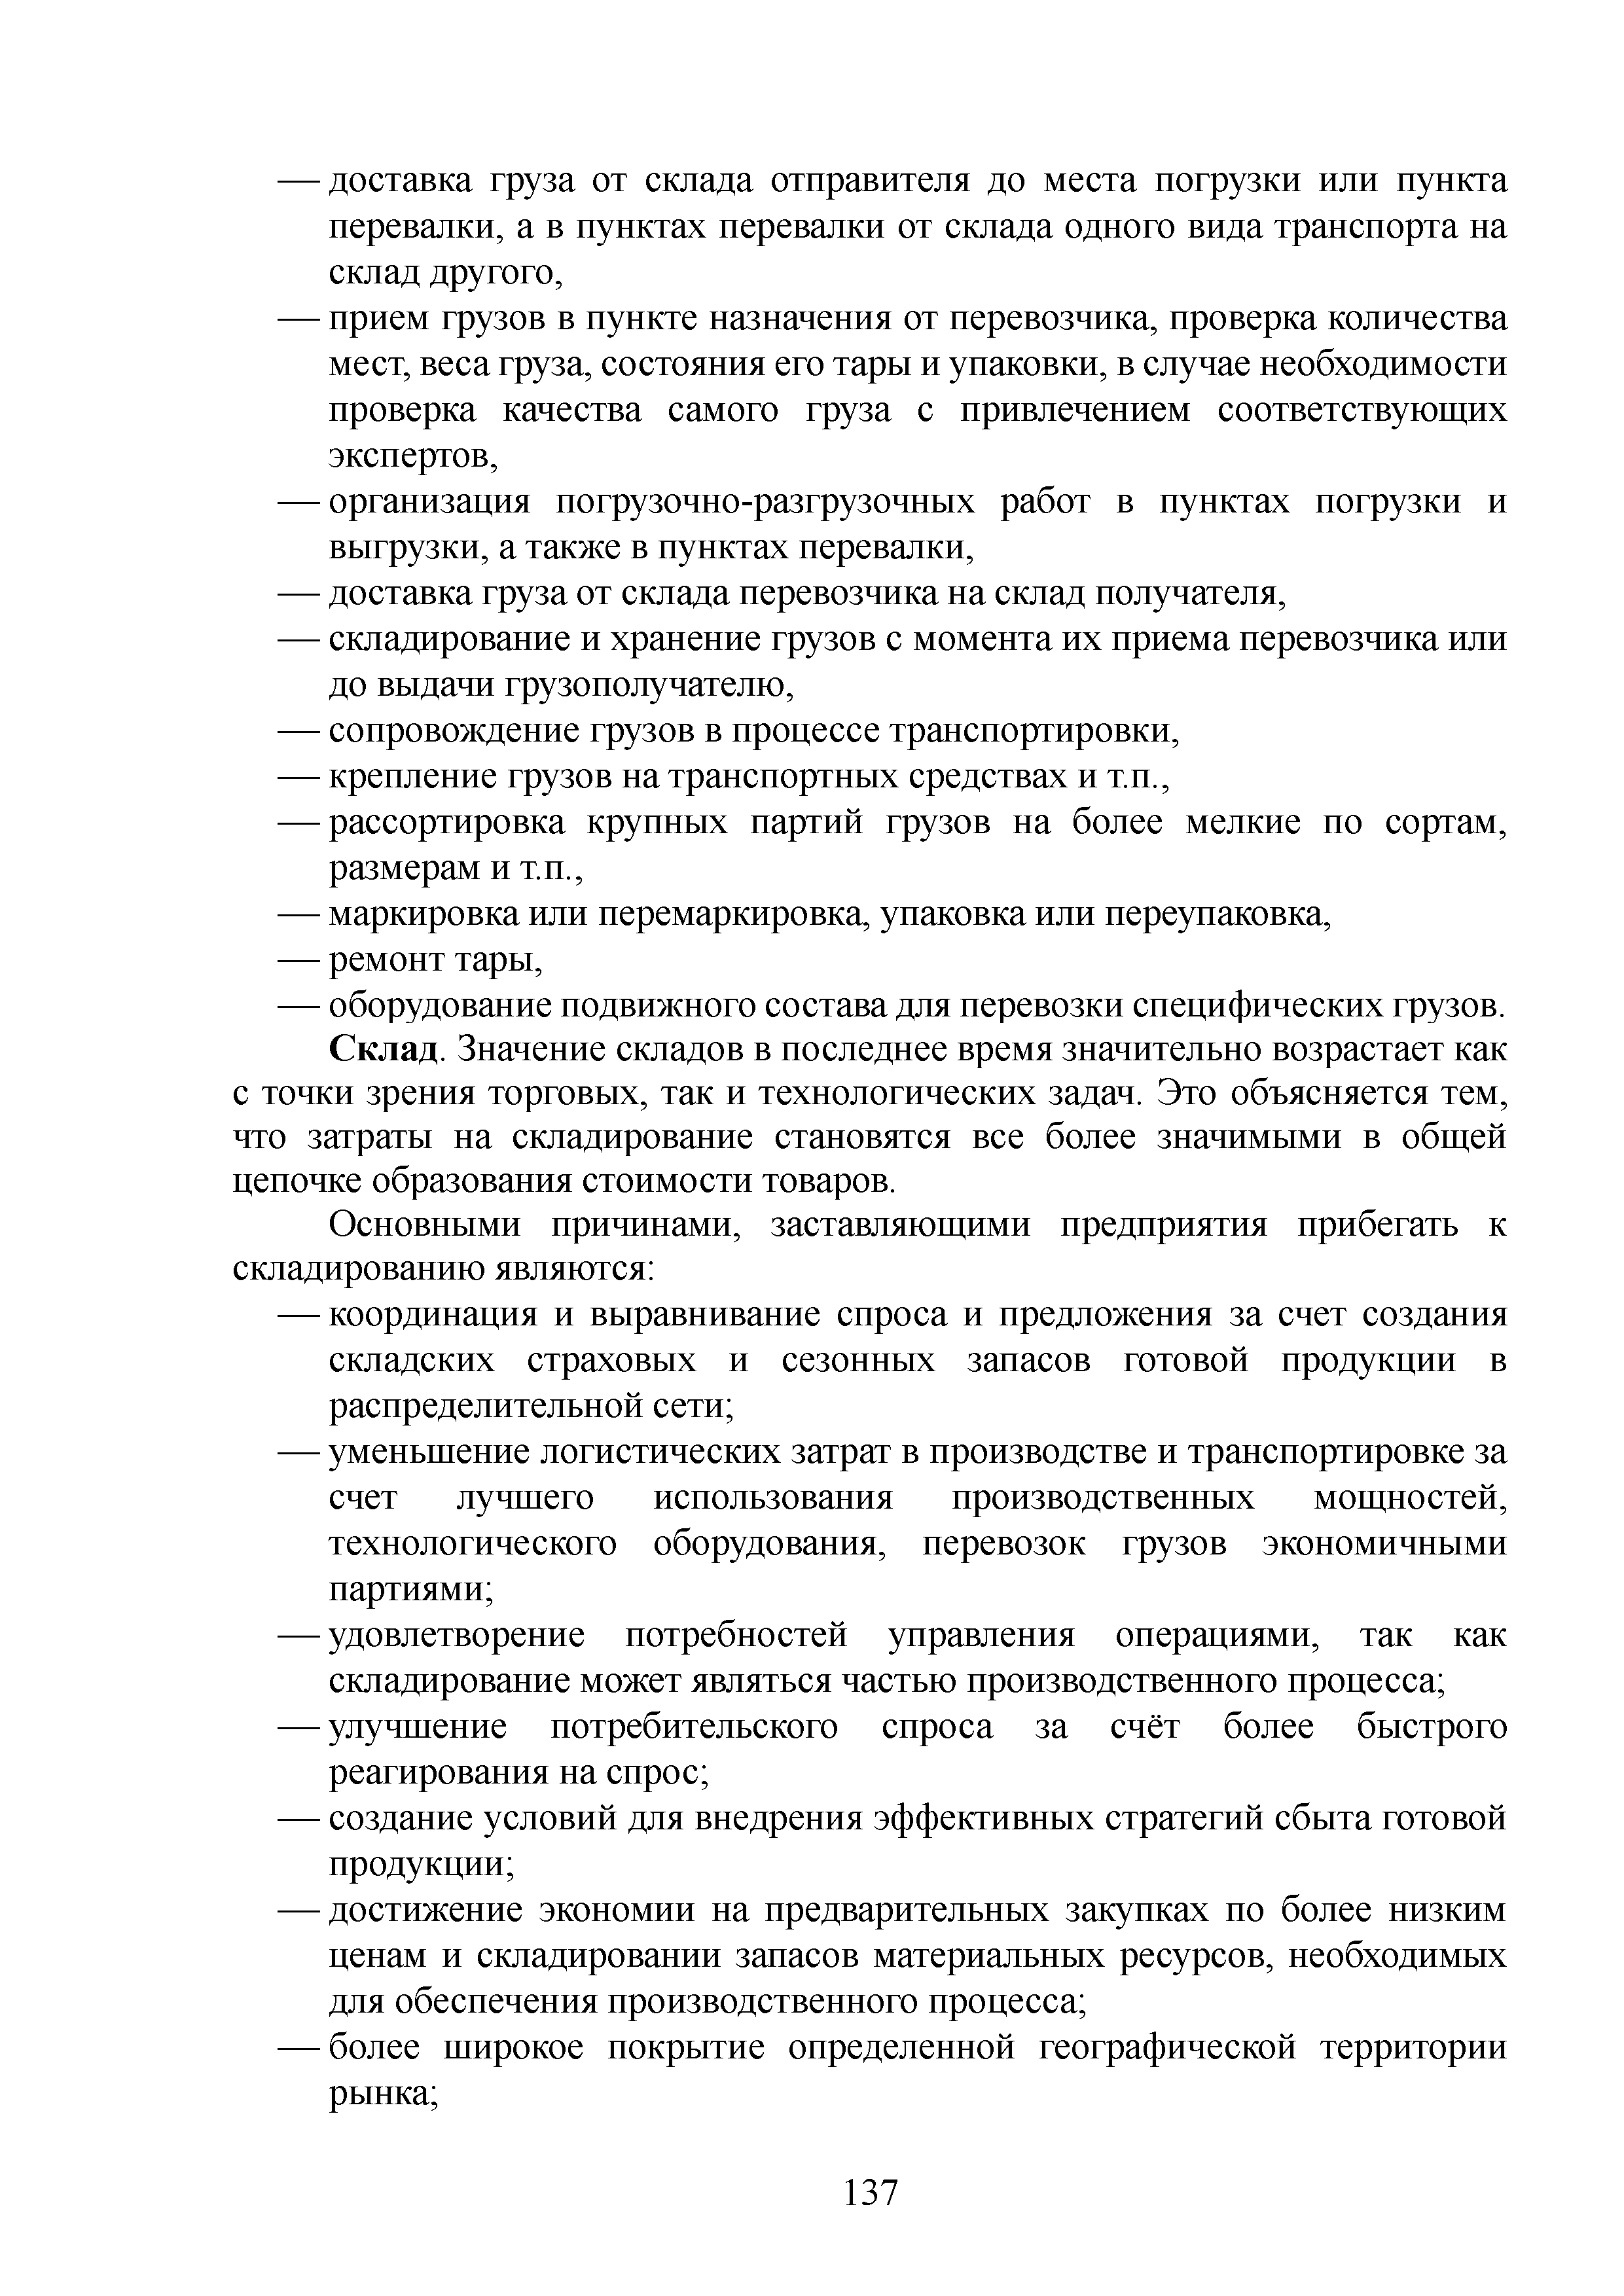 — доставка груза от склада отправителя до места погрузки или пункта
перевалки, а в пунктах перевалки от склада одного вида транспорта на
склад другого,
— прием грузов в пункте назначения от перевозчика, проверка количества
мест, веса груза, состояния его тары и упаковки, в случае необходимости
проверка качества самого груза с привлечением соответствующих
экспертов,
— организация погрузочно-разгрузочных работ в пунктах погрузки и
выгрузки, а также в пунктах перевалки,
— доставка груза от склада перевозчика на склад получателя,
— складирование и хранение грузов с момента их приема перевозчика или
до выдачи грузополучателю,
— сопровождение грузов в процессе транспортировки,
— крепление грузов на транспортных средствах и т.п.,
— рассортировка крупных партий грузов на более мелкие по сортам,
размерам и т.п.,
— маркировка или перемаркировка, упаковка или переупаковка,
— ремонт тары,
— оборудование подвижного состава для перевозки специфических грузов.
Склад. Значение складов в последнее время значительно возрастает как
с точки зрения торговых, так и технологических задач. Это объясняется тем,
что затраты на складирование становятся все более значимыми в общей
цепочке образования стоимости товаров.
Основными причинами, заставляющими предприятия прибегать к
складированию являются:
— координация и выравнивание спроса и предложения за счет создания
складских страховых и сезонных запасов готовой продукции в
распределительной сети;
— уменьшение логистических затрат в производстве и транспортировке за
счет лучшего использования производственных мощностей,
технологического оборудования, перевозок грузов экономичными
партиями;
— удовлетворение потребностей управления операциями, так как
складирование может являться частью производственного процесса;
— улучшение потребительского спроса за счёт более быстрого
реагирования на спрос;
— создание условий для внедрения эффективных стратегий сбыта готовой
продукции;
— достижение экономии на предварительных закупках по более низким
ценам и складировании запасов материальных ресурсов, необходимых
для обеспечения производственного процесса;
— более широкое покрытие определенной географической территории
рынка;
137